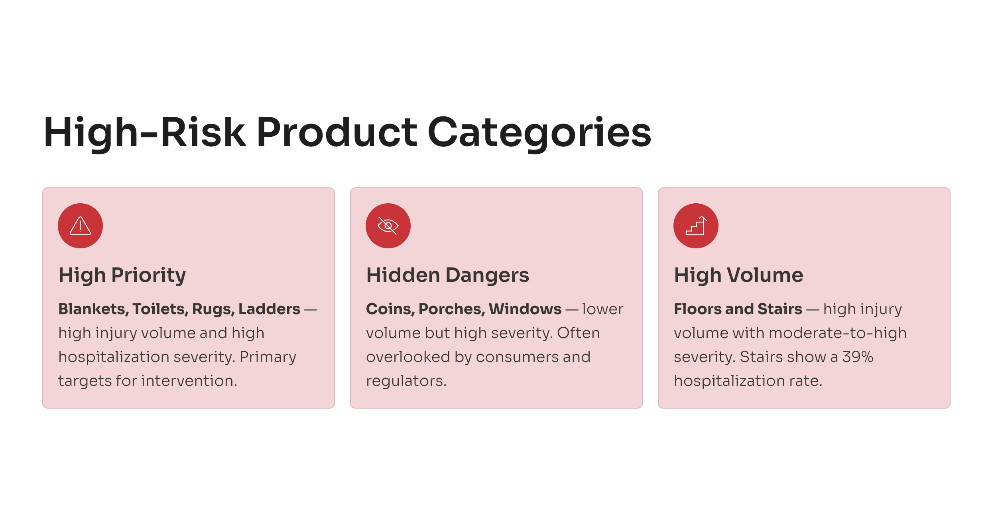 High-Risk Product Categories
High Priority
Blankets, Toilets, Rugs, Ladders —
high injury volume and high
hospitalization severity. Primary
targets for intervention.
Hidden Dangers
Coins, Porches, Windows — lower
volume but high severity. Often
overlooked by consumers and
regulators.
High Volume
Floors and Stairs — high injury
volume with moderate-to-high
severity. Stairs show a 39%
hospitalization rate.